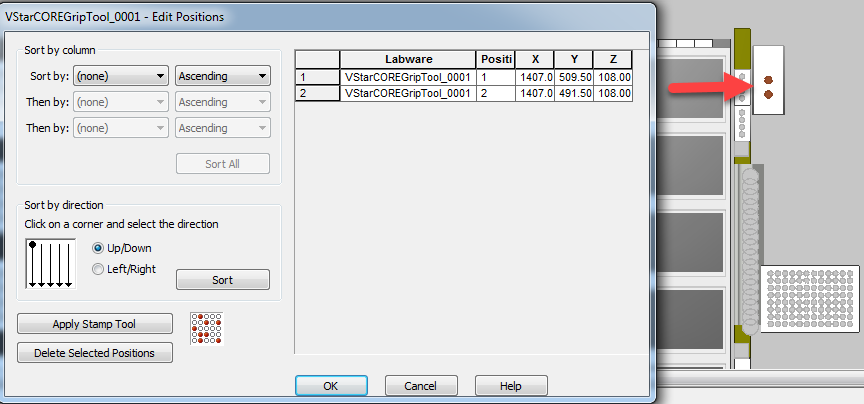 VStarCOREGripTool_0001 - Edit Positions
Sort by column
Sort by: (none) Ascending
Then by: (none) Ascending
Then by: (none) Ascending
Sort All
Sort by direction
Click on a corner and select the direction
Up/Down
Left/Right
Sort
Apply Stamp Tool
Delete Selected Positions
Labware Positi X Y Z
1 VStarCOREGripTool_0001 1 1407.0 509.50 108.00
2 VStarCOREGripTool_0001 2 1407.0 491.50 108.00
OK Cancel Help